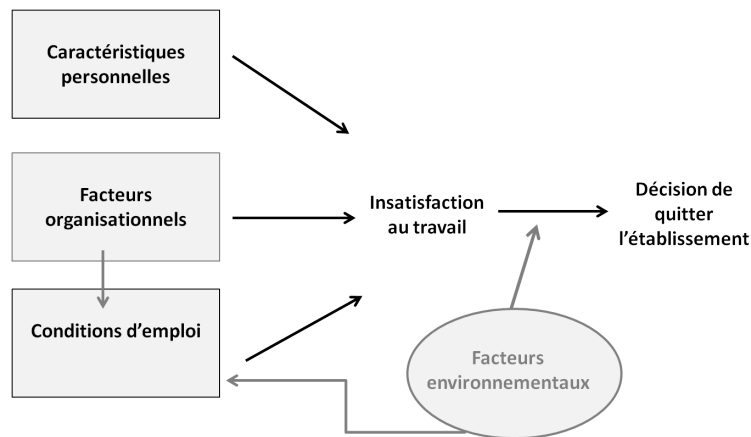 Caractéristiques
personnelles
Facteurs
organisationnels
Conditions d’emploi
Insatisfaction
au travail
Décision de
quitter
l’établissement
Facteurs
environnementaux